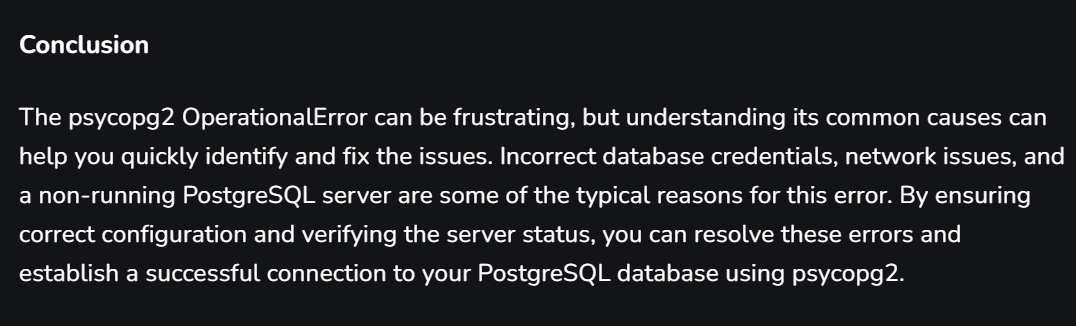 Conclusion
The psycopg2 OperationalError can be frustrating, but understanding its common causes can
help you quickly identify and fix the issues. Incorrect database credentials, network issues, and
a non-running PostgreSQL server are some of the typical reasons for this error. By ensuring
correct configuration and verifying the server status, you can resolve these errors and
establish a successful connection to your PostgreSQL database using psycopg2.